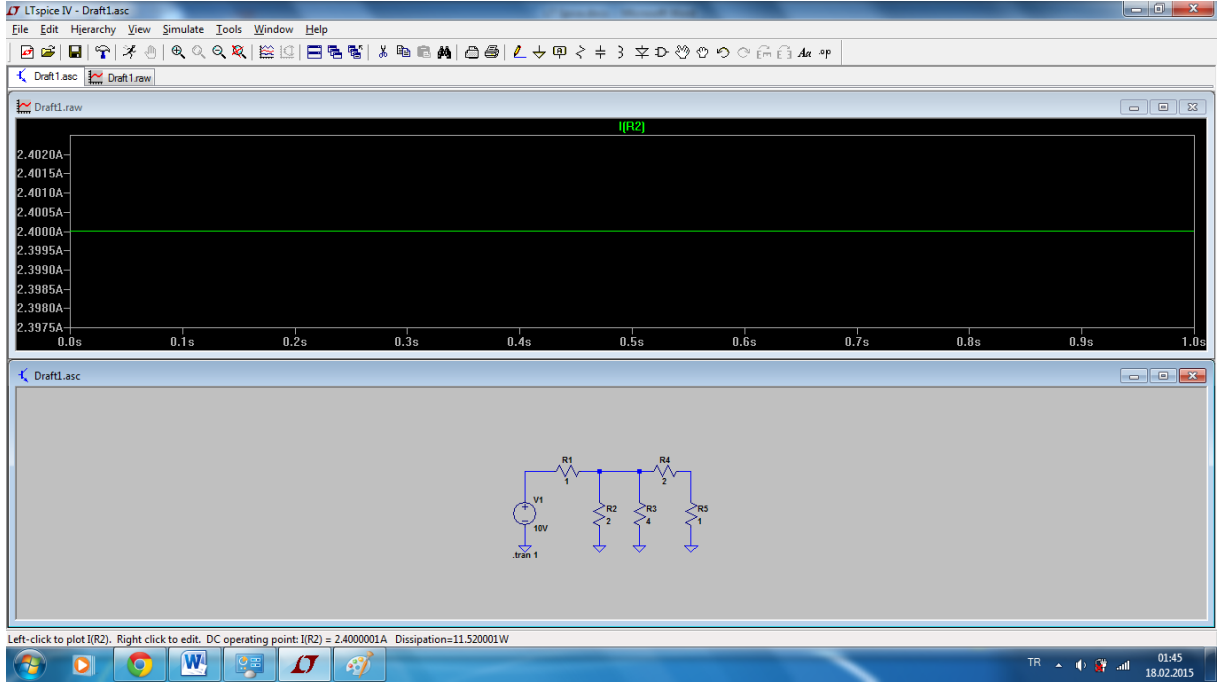 LTspice IV - Draft1.asc
File Edit Hierarchy View Simulate Tools Window Help
Aa .op
Draft1.asc Draft1.raw
Draft1.raw
I(R2)
2.4020A
2.4015A
2.4010A
2.4005A
2.4000A
2.3995A
2.3990A
2.3985A
2.3980A
2.3975A
0.0s 0.1s 0.2s 0.3s 0.4s 0.5s 0.6s 0.7s 0.8s 0.9s 1.0s
Draft1.asc
R1 R4
1 2
V1 R2 R3 R5
10V 2 4 1
.tran 1
Left-click to plot I(R2). Right click to edit. DC operating point: I(R2) = 2.4000001A Dissipation=11.520001W
TR 01:45
18.02.2015